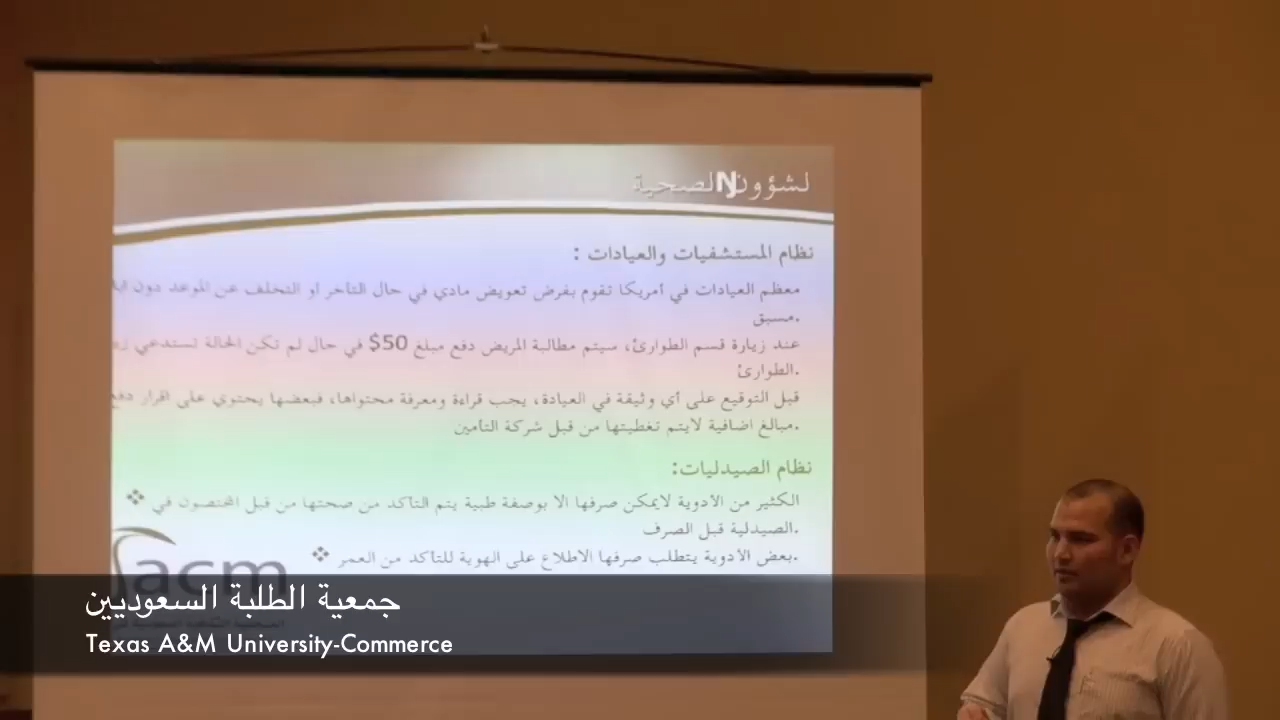 لشؤون الصحية
نظام المستشفيات والعيادات :
معظم العيادات في أمريكا تقوم بفرض تعويض مادي في حال التاخر او التخلف عن الموعد دون
.مسبق
عند زيارة قسم الطوارئ، سيتم مطالبة المريض دفع مبلغ 50$ في حال لم تكن الحالة تستدعي
.الطوارئ
قبل التوقيع على أي وثيقة في العيادة، يجب قراءة ومعرفة محتواها، فبعضها يحتوي على اقرار دفع
.مبالغ اضافية لايتم تغطيتها من قبل شركة التامين
نظام الصيدليات:
الكثير من الادوية لايمكن صرفها الا بوصفة طبية يتم التاكد من صحتها من قبل المختصون في ❖
.الصيدلية قبل الصرف
.بعض الادوية يتطلب صرفها الاطلاع على الهوية للتاكد من العمر ❖
acm
جمعية الطلبة السعوديين
Texas A&M University-Commerce